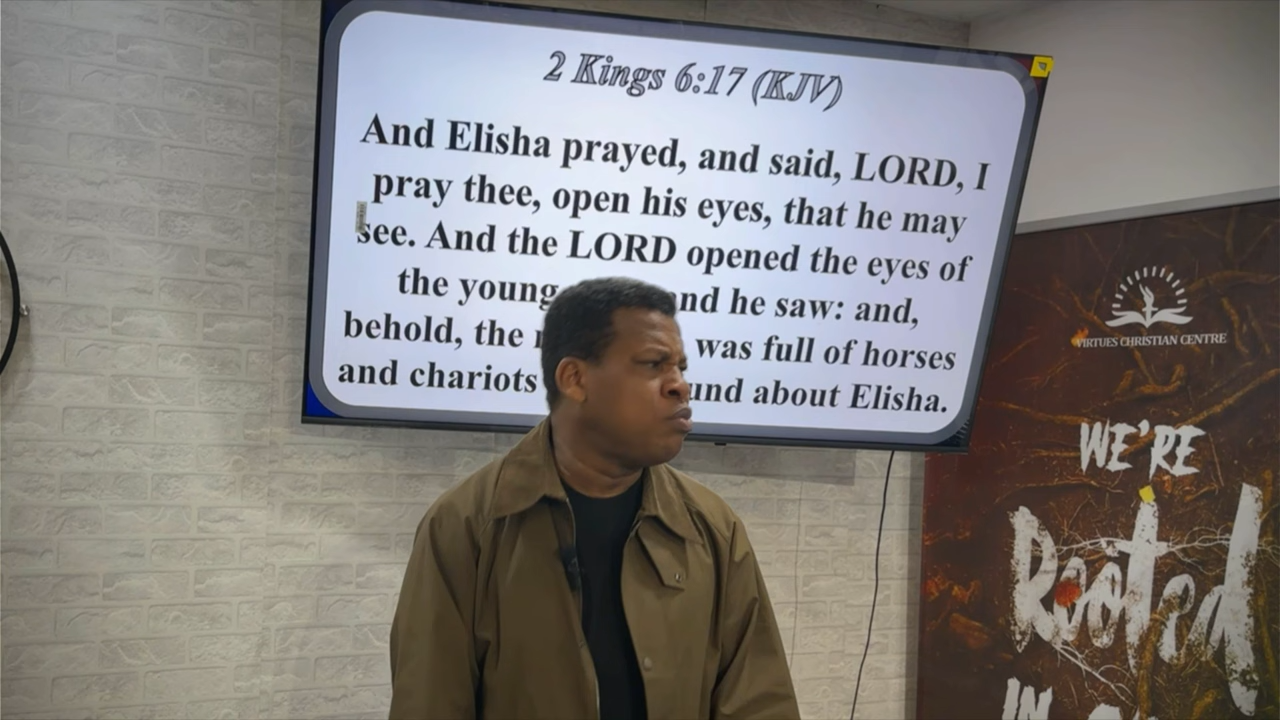 2 Kings 6:17 (KJV)
And Elisha prayed, and said, LORD, I
pray thee, open his eyes, that he may
see. And the LORD opened the eyes of
the young and he saw: and,
behold, the was full of horses
and chariots about Elisha.
VIRTUES CHRISTIAN CENTRE
WE'RE
Rooted
IN